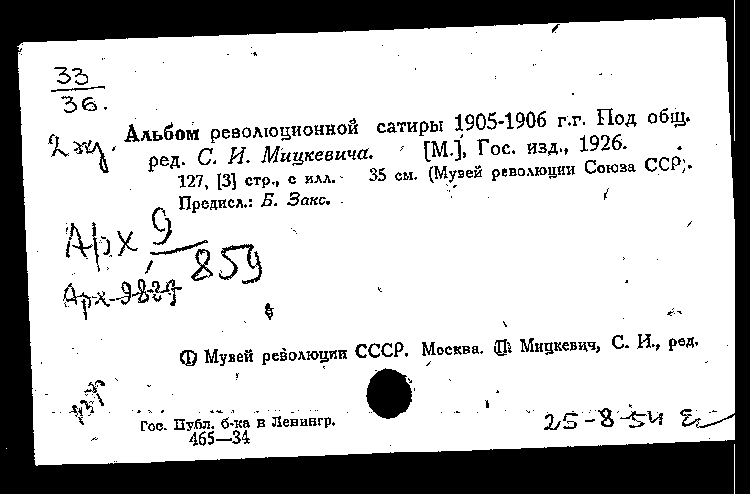 33
36.
2 экз.
Альбом революционной сатиры 1905-1906 г.г. Под общ.
ред. С. И. Мицкевича. [М.], Гос. изд., 1926.
127, [3] стр., с илл. 35 см. (Музей революции Союза ССР).
Предисл.: Б. Закс.
Арх 9
859
Арх 9829
I Музей революции СССР. Москва. II Мицкевич, С. И., ред.
Гос. Публ. б-ка в Ленингр.
465—34
25-8-54